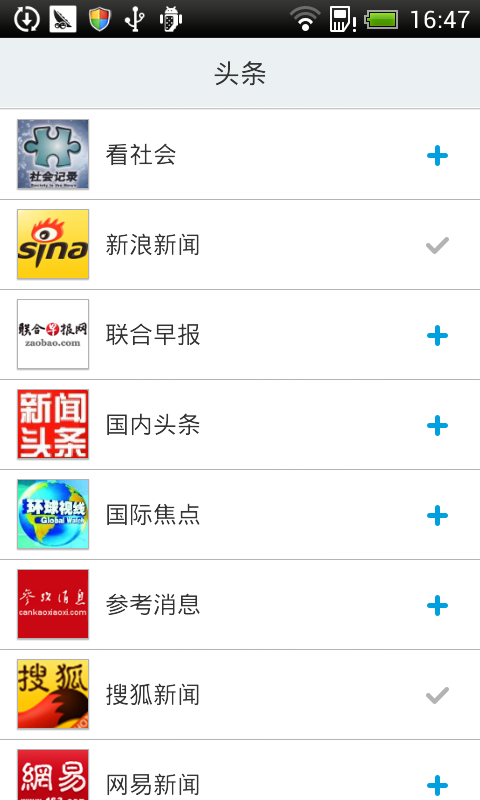 16:47
头条
社会记录
看社会
sina
新浪新闻
联合早报网
zaobao.com
联合早报
新闻
头条
国内头条
环球视线
Global Watch
国际焦点
参考消息
cankaoxiaoxi.com
参考消息
搜狐
搜狐新闻
網易
网易新闻